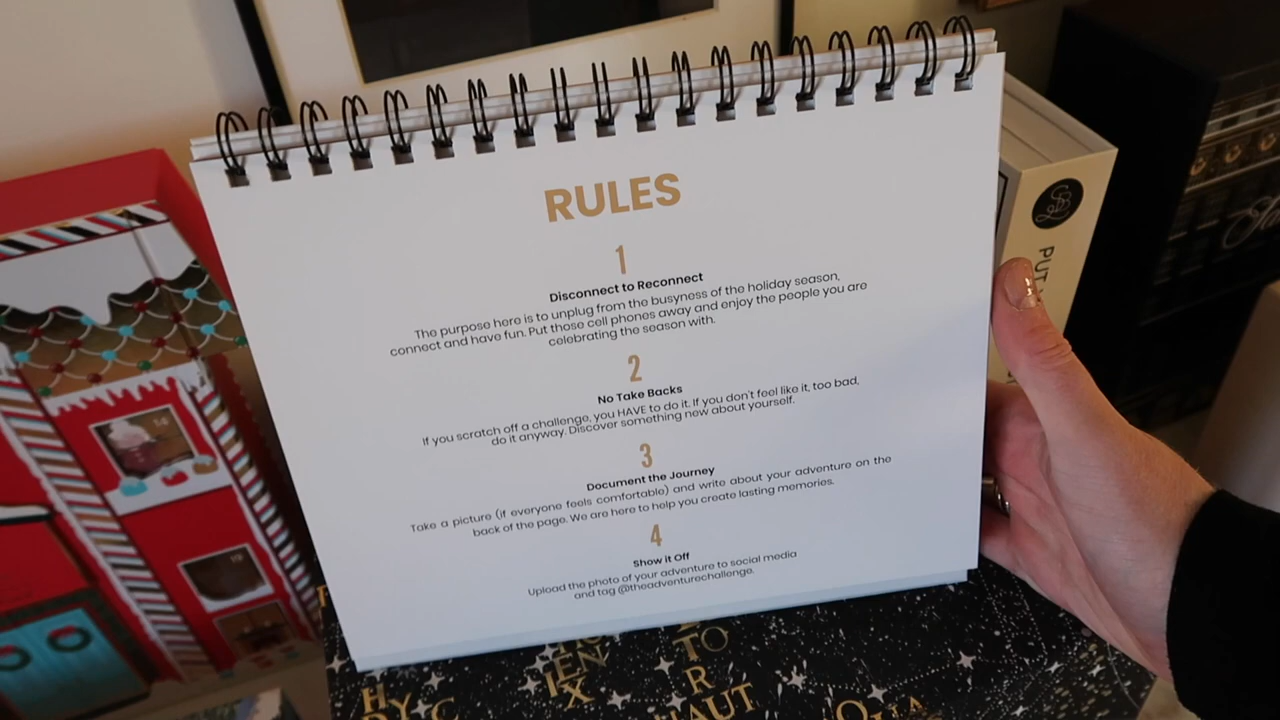 RULES
1
Disconnect to Reconnect
The purpose here is to unplug from the busyness of the holiday season,
connect and have fun. Put those cell phones away and enjoy the people you are
celebrating the season with.
2
No Take Backs
If you scratch off a challenge, you HAVE to do it. If you don't feel like it, too bad,
do it anyway. Discover something new about yourself.
3
Document the Journey
Take a picture (if everyone feels comfortable) and write about your adventure on the
back of the page. We are here to help you create lasting memories.
4
Show it Off
Upload the photo of your adventure to social media
and tag @theadventurechallenge.
PUT
14
19